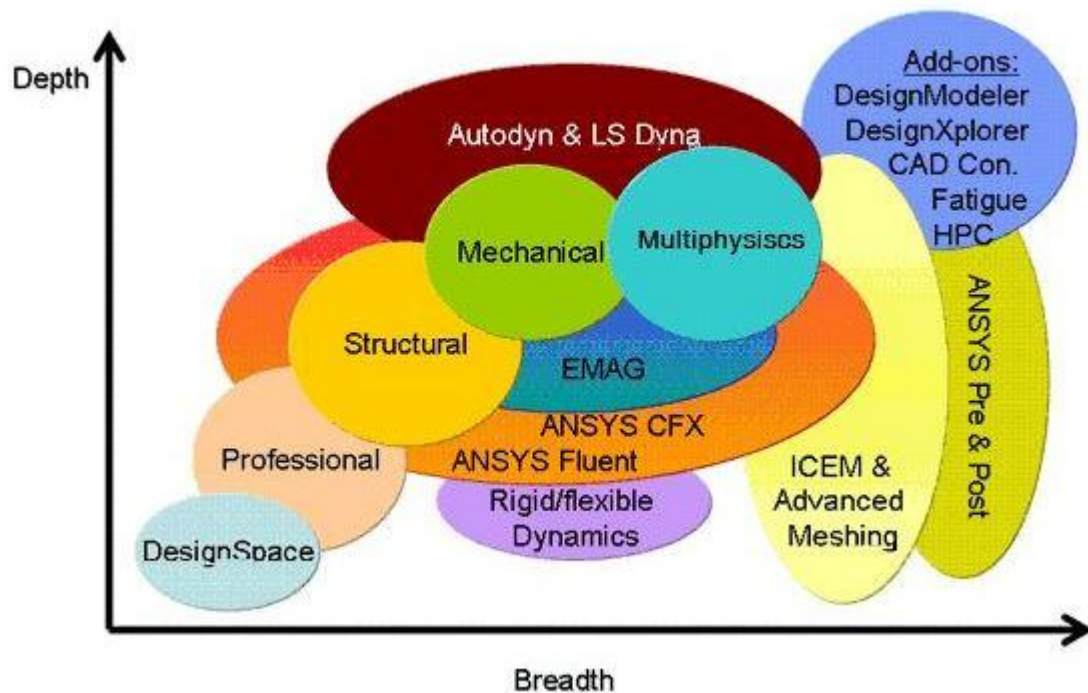 Depth
Add-ons:
DesignModeler
DesignXplorer
CAD Con.
Fatigue
HPC
Autodyn & LS Dyna
Mechanical
Multiphysiscs
Structural
EMAG
ANSYS CFX
ANSYS Fluent
Professional
Rigid/flexible
Dynamics
DesignSpace
ICEM &
Advanced
Meshing
ANSYS Pre & Post
Breadth